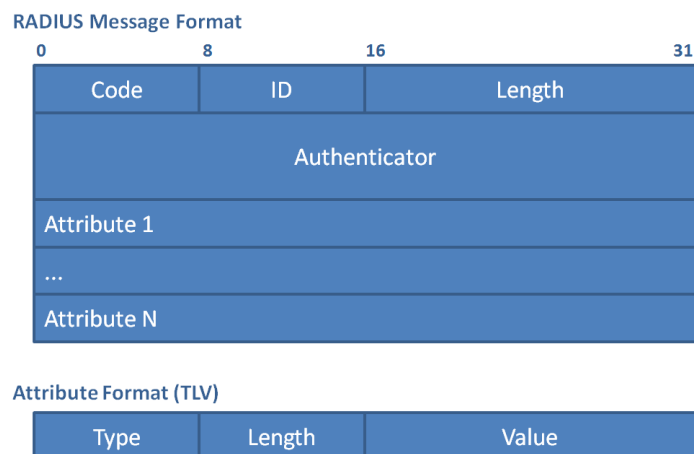 RADIUS Message Format
0 8 16 31
Code ID Length
Authenticator
Attribute 1
...
Attribute N
Attribute Format (TLV)
Type Length Value